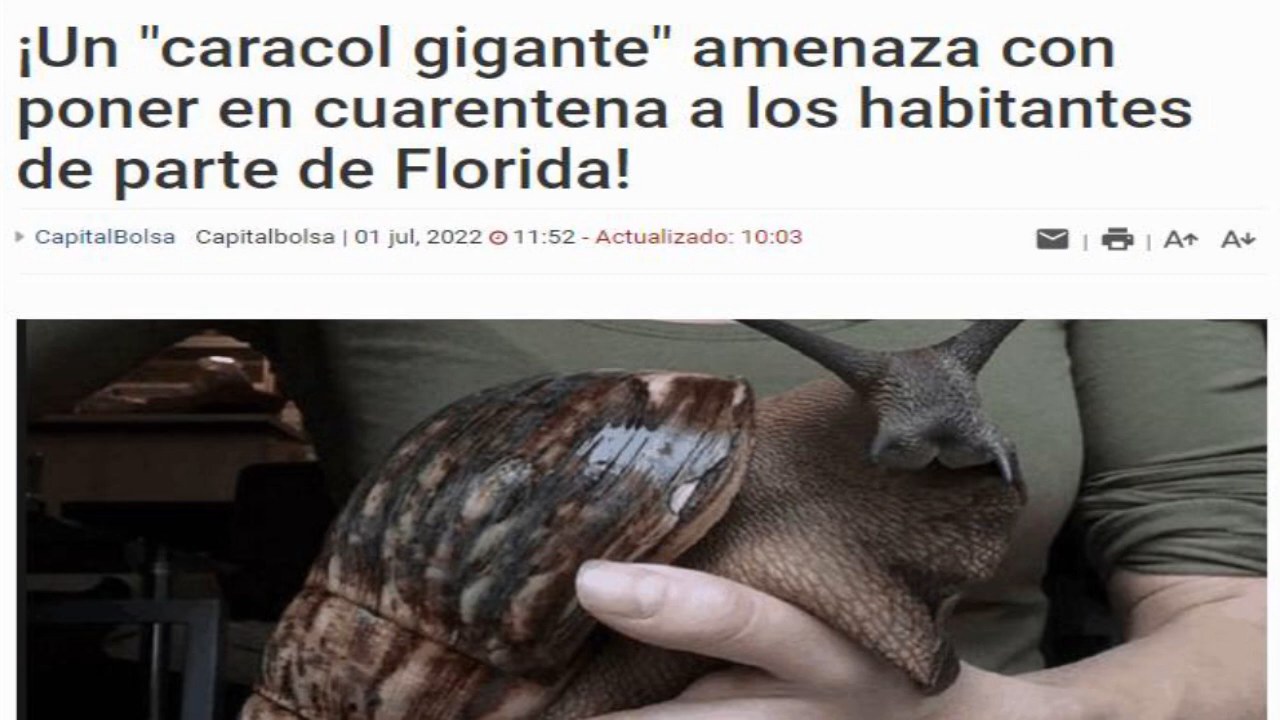 ¡Un "caracol gigante" amenaza con
poner en cuarentena a los habitantes
de parte de Florida!
CapitalBolsa Capitalbolsa | 01 jul, 2022 11:52 - Actualizado: 10:03 | | A A